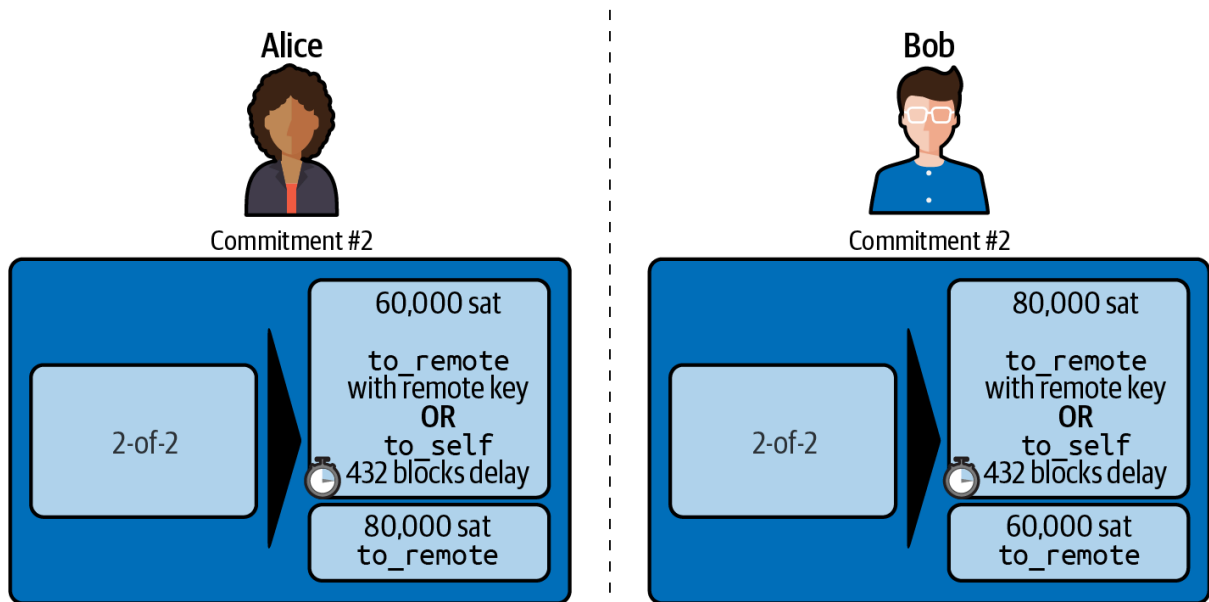 Alice
Commitment #2
2-of-2
60,000 sat
to_remote
with remote key
OR
to_self
432 blocks delay
80,000 sat
to_remote
Bob
Commitment #2
2-of-2
80,000 sat
to_remote
with remote key
OR
to_self
432 blocks delay
60,000 sat
to_remote